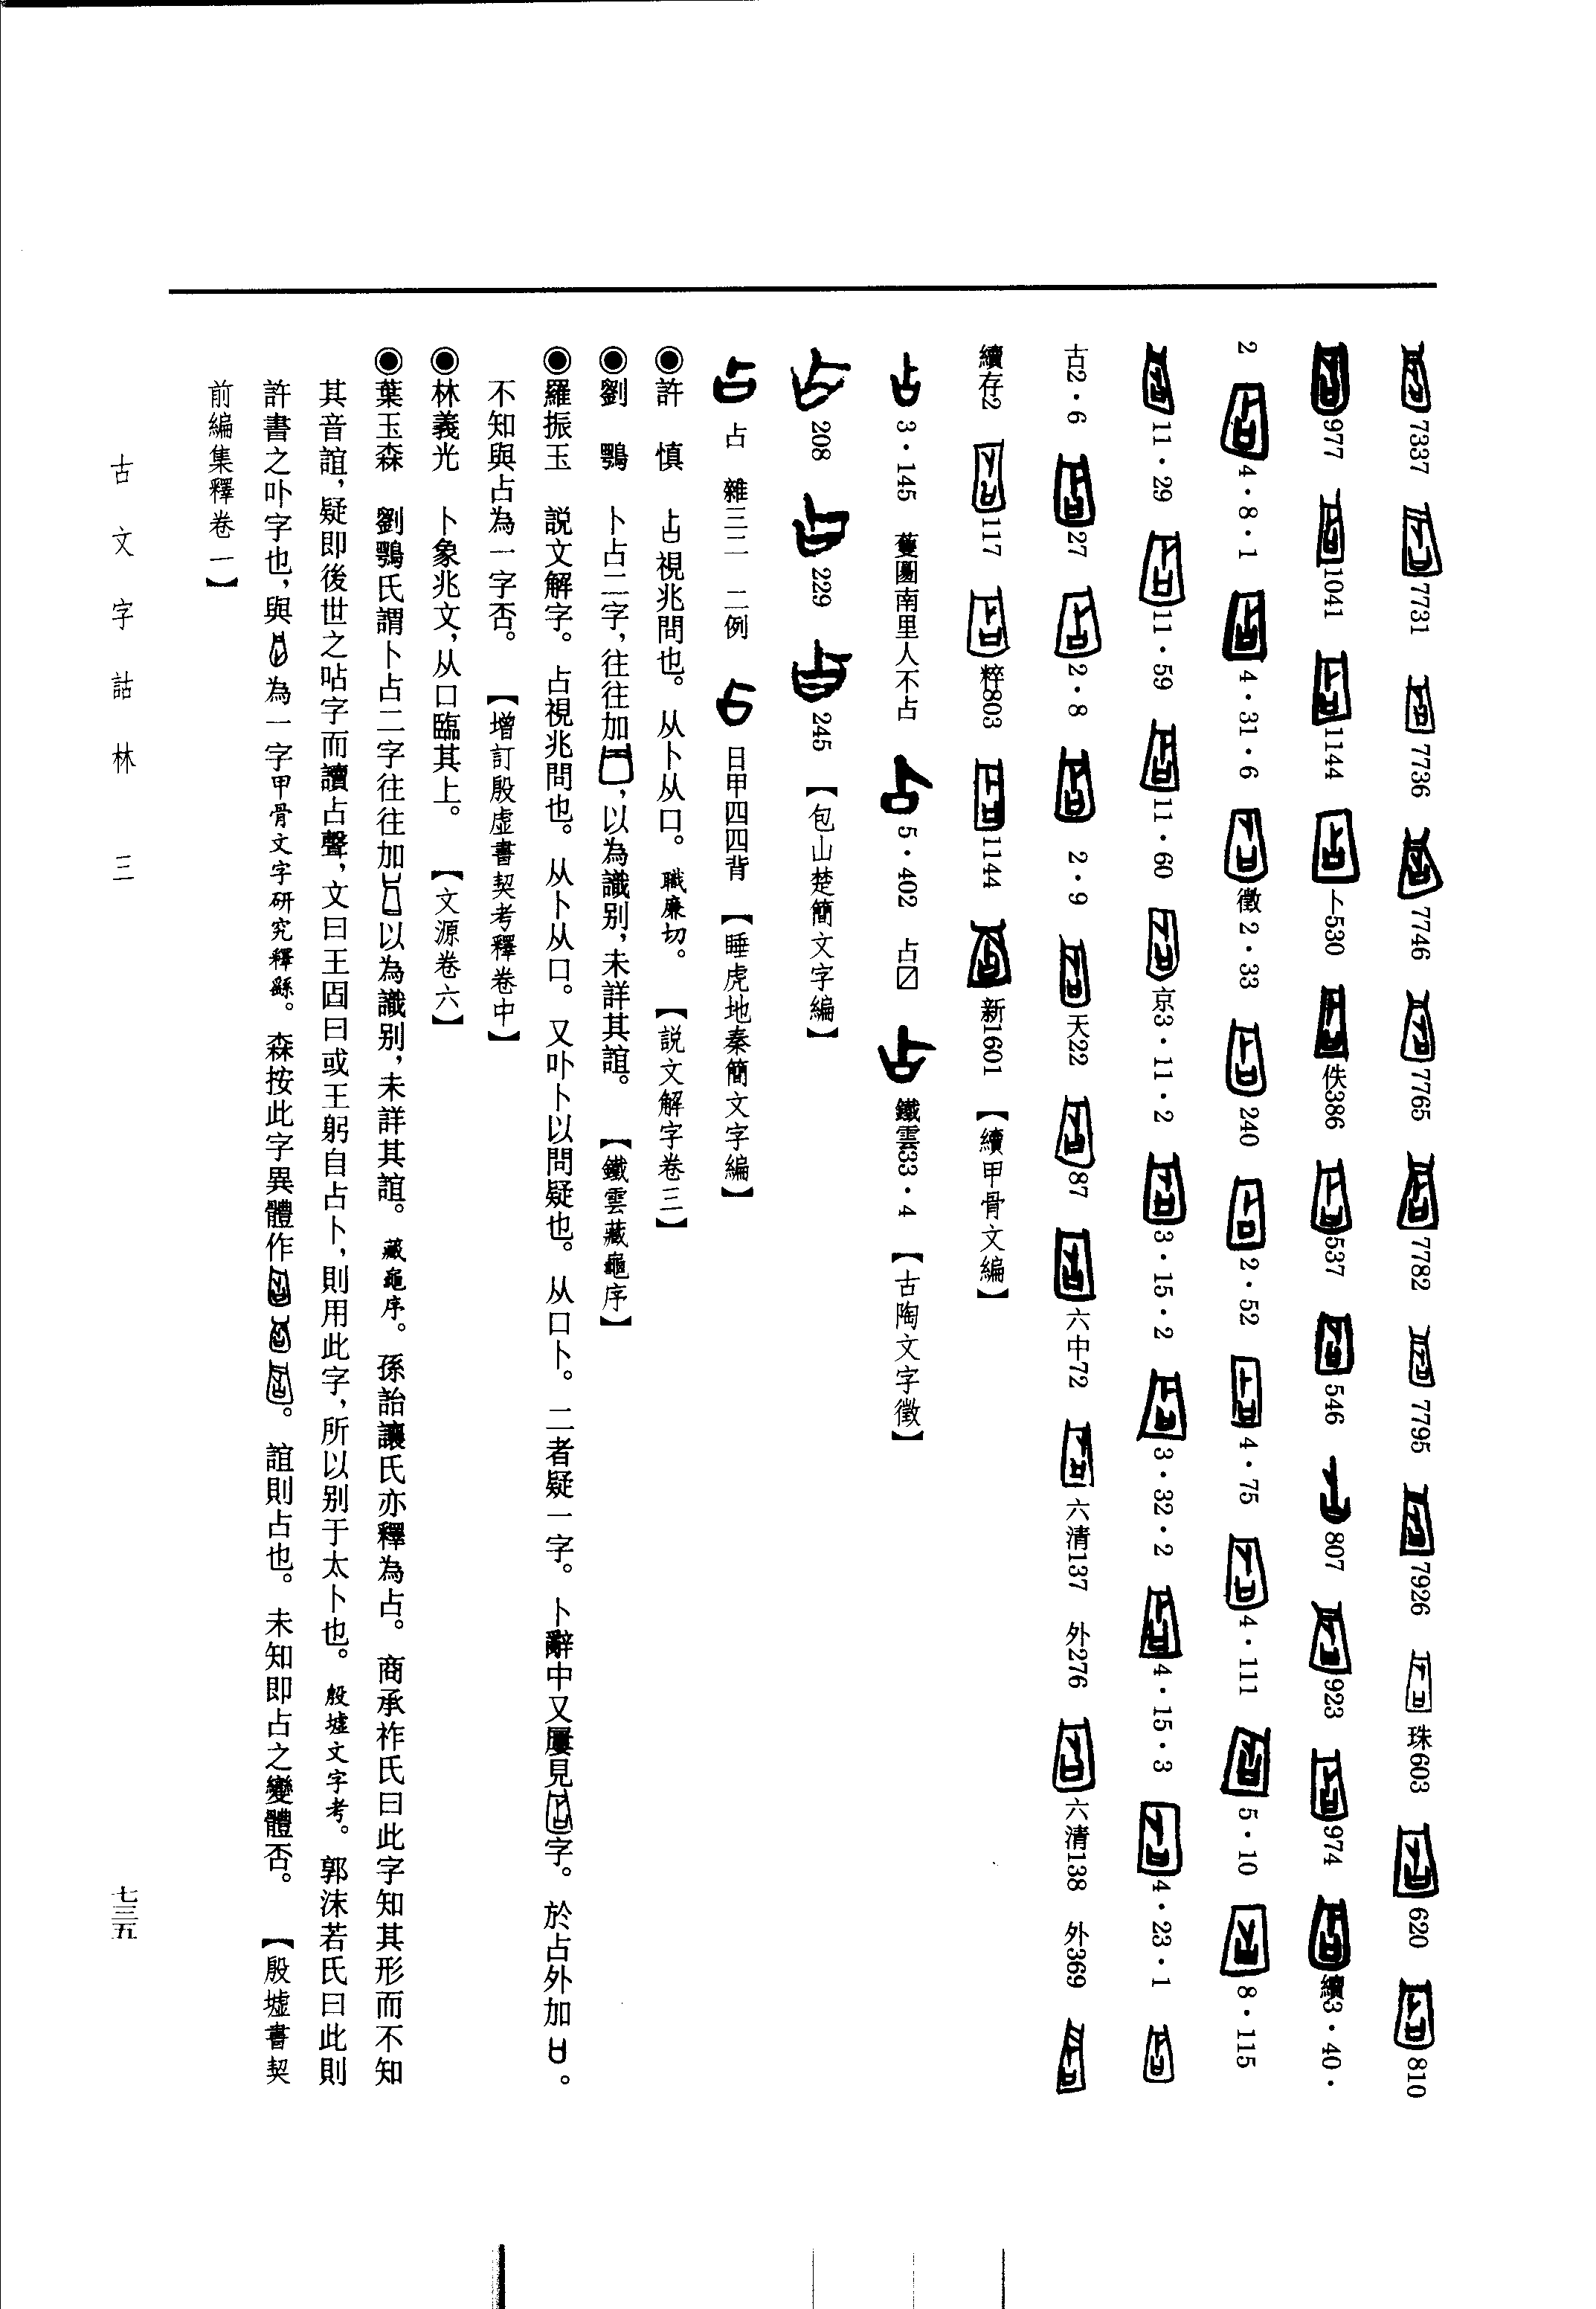 7337 7731 7736 7746 7765 7782 7795 7926 珠603 620 810
977 1041 1144 卜530 佚386 537 546 807 923 974 續3·40·
2 4·8·1 4·31·6 徵2·33 240 2·52 4·75 4·111 5·10 8·115
11·29 11·59 11·60 京3·11·2 3·15·2 3·32·2 4·15·3 4·23·1
古2·6 27 2·8 2·9 天22 87 六中72 六清137 外276 六清138 外369
續存2 117 粹803 1144 新1601 【續甲骨文編】
3·145 蒦圖南里人不占 5·402 占☐ 鐵雲33·4 【古陶文字徵】
208 229 245 【包山楚簡文字編】
占 雜三二 二例 日甲四四背 【睡虎地秦簡文字編】
◉許 慎 占視兆問也。从卜从口。職廉切。 【説文解字卷三】
◉劉 鶚 卜占二字，往往加，以為識别，未詳其誼。 【鐵雲藏龜序】
◉羅振玉 説文解字。占視兆問也。从卜从口。又卟卜以問疑也。从口卜。二者疑一字。卜辭中又屢見字。於占外加。
不知與占為一字否。 【增訂殷虛書契考釋卷中】
◉林義光 卜象兆文，从口臨其上。 【文源卷六】
◉葉玉森 劉鶚氏謂卜占二字往往加以為識别，未詳其誼。藏龜序。孫詒讓氏亦釋為占。商承祚氏曰此字知其形而不知
其音誼，疑即後世之呫字而讀占聲，文曰王固曰或王躬自占卜，則用此字，所以别于太卜也。殷墟文字考。郭沫若氏曰此則
許書之卟字也，與為一字甲骨文字研究釋繇。森按此字異體作。誼則占也。未知即占之變體否。 【殷墟書契
前編集釋卷一】
古文字詁林 三
七三五